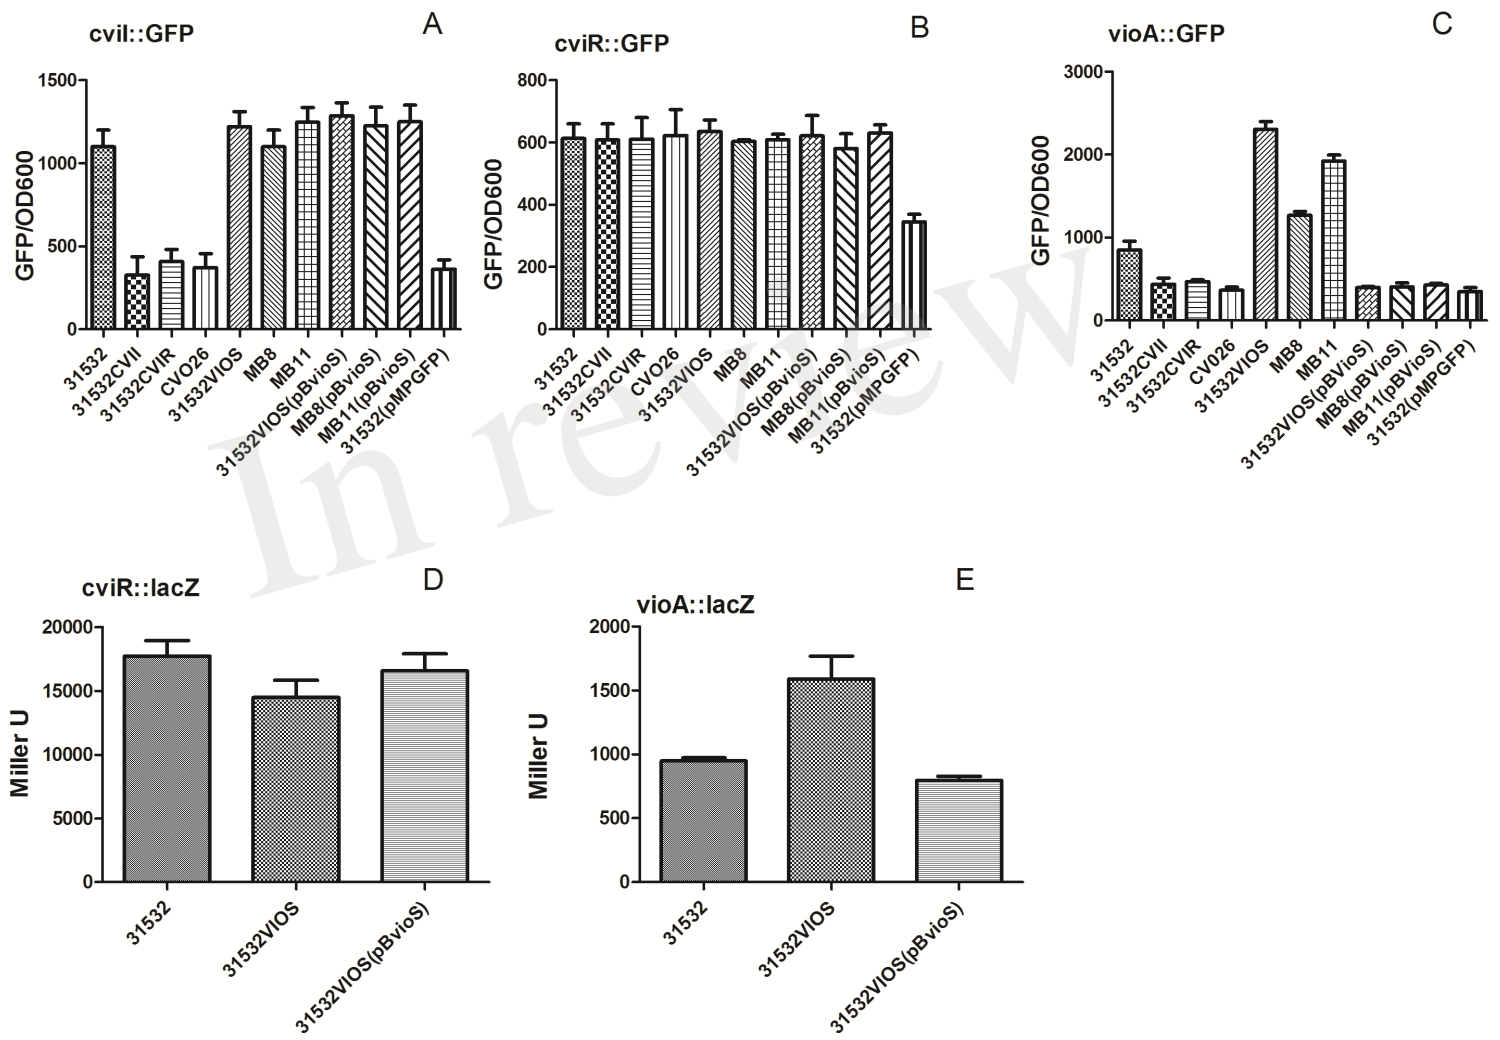 cviI::GFP
A
1500
1000
500
0
GFP/OD600
31532
31532CVII
31532CVIR
CVO26
31532VIOS
MB8
MB11
31532VIOS(pBvioS)
MB8(pBvioS)
MB11(pBvioS)
31532(pMPGFP)
cviR::GFP
B
800
600
400
200
0
GFP/OD600
31532
31532CVII
31532CVIR
CVO26
31532VIOS
MB8
MB11
31532VIOS(pBvioS)
MB8(pBvioS)
MB11(pBvioS)
31532(pMPGFP)
vioA::GFP
C
3000
2000
1000
0
GFP/OD600
31532
31532CVII
31532CVIR
CV026
31532VIOS
MB8
MB11
31532VIOS(pBvioS)
MB8(pBvioS)
MB11(pBvioS)
31532(pMPGFP)
In review
cviR::lacZ
D
20000
15000
10000
5000
0
Miller U
31532
31532VIOS
31532VIOS(pBvioS)
vioA::lacZ
E
2000
1500
1000
500
0
Miller U
31532
31532VIOS
31532VIOS(pBvioS)